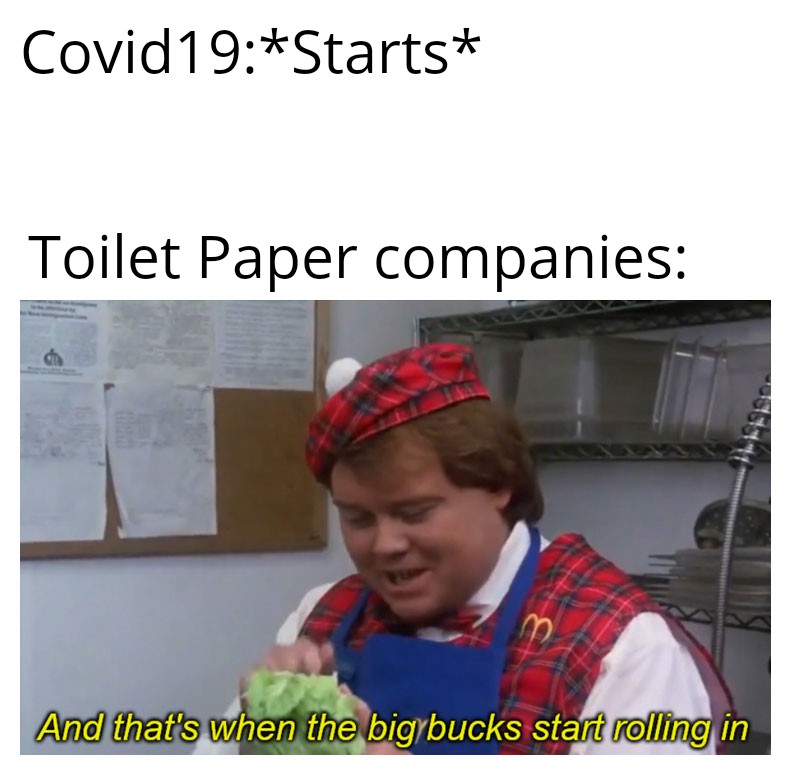 Covid19:*Starts*
Toilet Paper companies:
And that's when the big bucks start rolling in